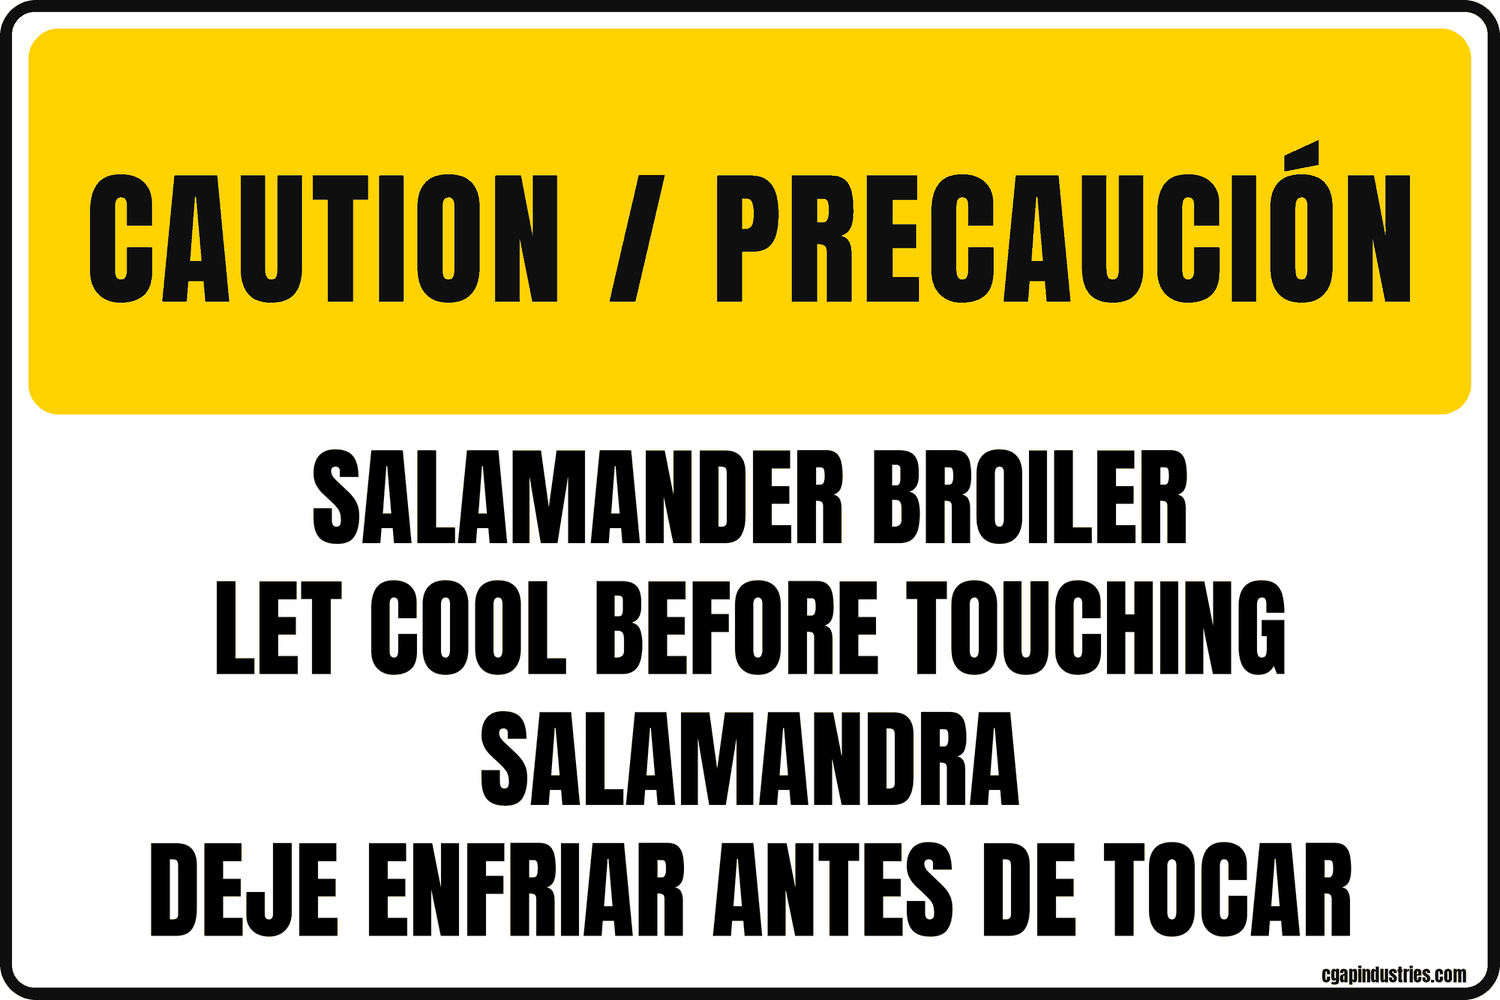 CAUTION / PRECAUCIÓN
SALAMANDER BROILER
LET COOL BEFORE TOUCHING
SALAMANDRA
DEJE ENFRIAR ANTES DE TOCAR
cgapindustries.com